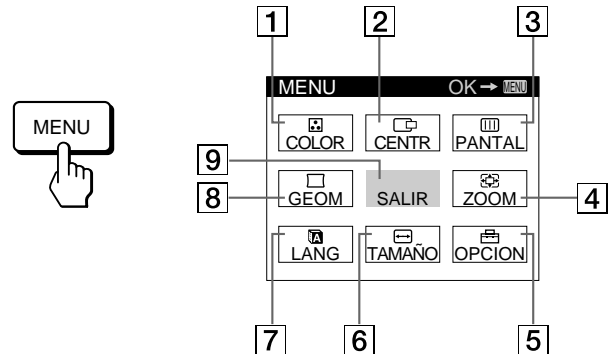 1 2 3
MENU OK → MENU
MENU
COLOR CENTR PANTAL
9
GEOM SALIR ZOOM
8 4
LANG TAMAÑO OPCION
7 6 5